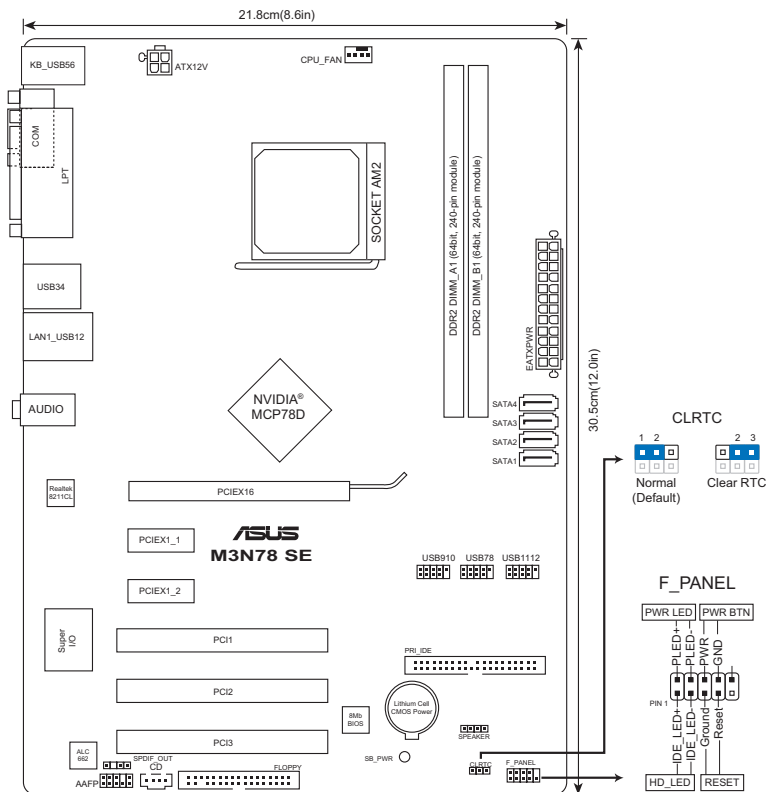 21.8cm(8.6in)
KB_USB56
ATX12V
CPU_FAN
COM
LPT
SOCKET AM2
DDR2 DIMM_A1 (64bit, 240-pin module)
DDR2 DIMM_B1 (64bit, 240-pin module)
EATXPWR
30.5cm(12.0in)
USB34
LAN1_USB12
AUDIO
NVIDIA®
MCP78D
SATA4
SATA3
SATA2
SATA1
CLRTC
1 2
2 3
Normal
(Default)
Clear RTC
Realtek
8211CL
PCIEX16
PCIEX1_1
ASUS
M3N78 SE
PCIEX1_2
USB910
USB78
USB1112
Super
I/O
PCI1
PRI_IDE
PCI2
Lithium Cell
CMOS Power
8Mb
BIOS
SPEAKER
PCI3
ALC
662
SPDIF_OUT
CD
AAFP
FLOPPY
SB_PWR
CLRTC
F_PANEL
F_PANEL
PWR LED
PWR BTN
PLED+
PLED-
PWR
GND
PIN 1
IDE_LED+
IDE_LED-
Ground
Reset
HD_LED
RESET